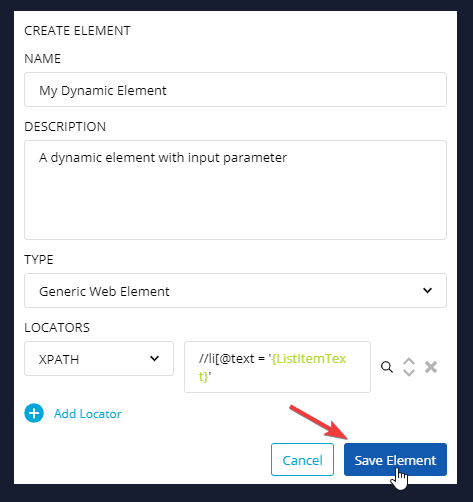 CREATE ELEMENT
NAME
My Dynamic Element
DESCRIPTION
A dynamic element with input parameter
TYPE
Generic Web Element
LOCATORS
XPATH
//li[@text = '{ListItemTex
t}'
Add Locator
Cancel
Save Element